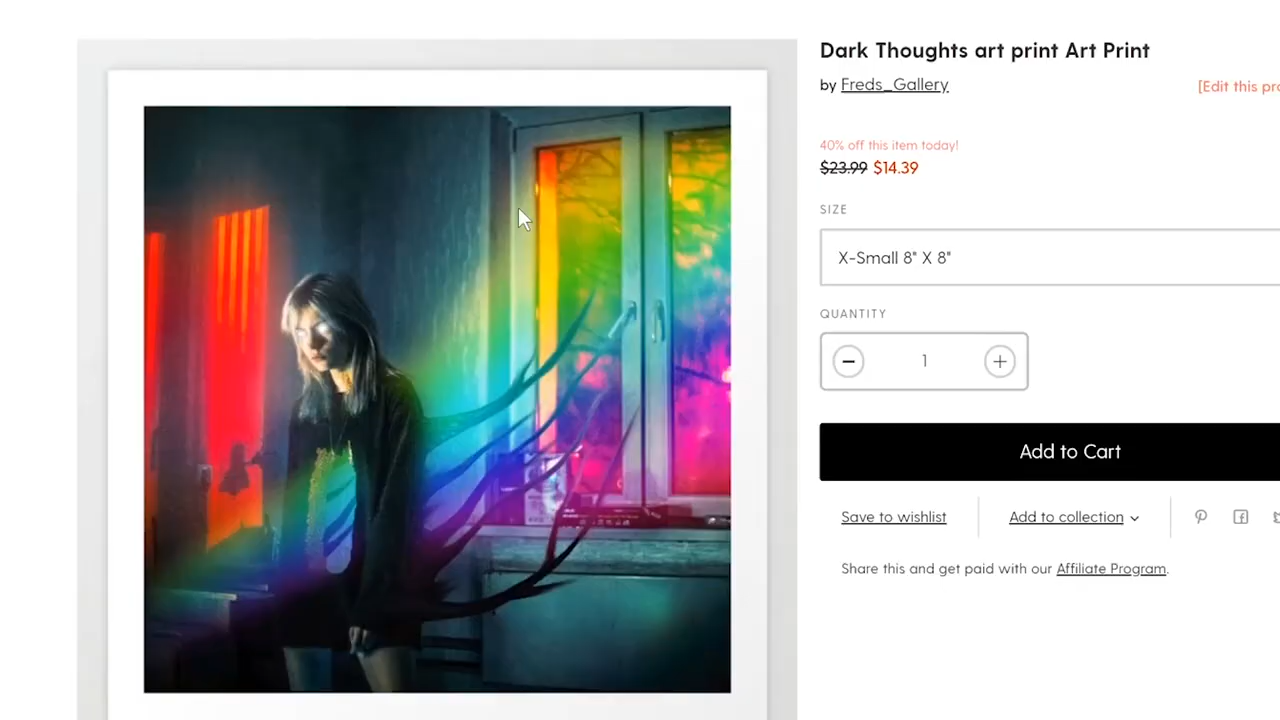 Dark Thoughts art print Art Print
by Freds_Gallery
[Edit this pro
40% off this item today!
$23.99 $14.39
SIZE
X-Small 8" X 8"
QUANTITY
1
Add to Cart
Save to wishlist
Add to collection
Share this and get paid with our Affiliate Program.